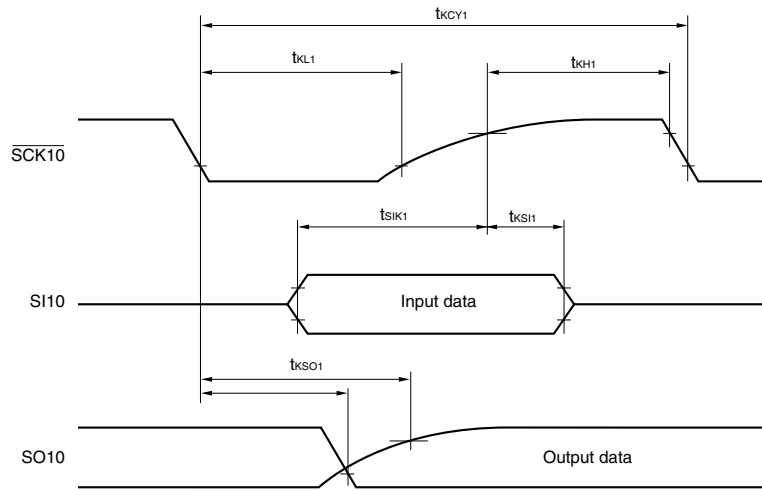 tKCY1
tKL1
tKH1
SCK10
tSIK1
tKSI1
SI10
Input data
tKSO1
SO10
Output data